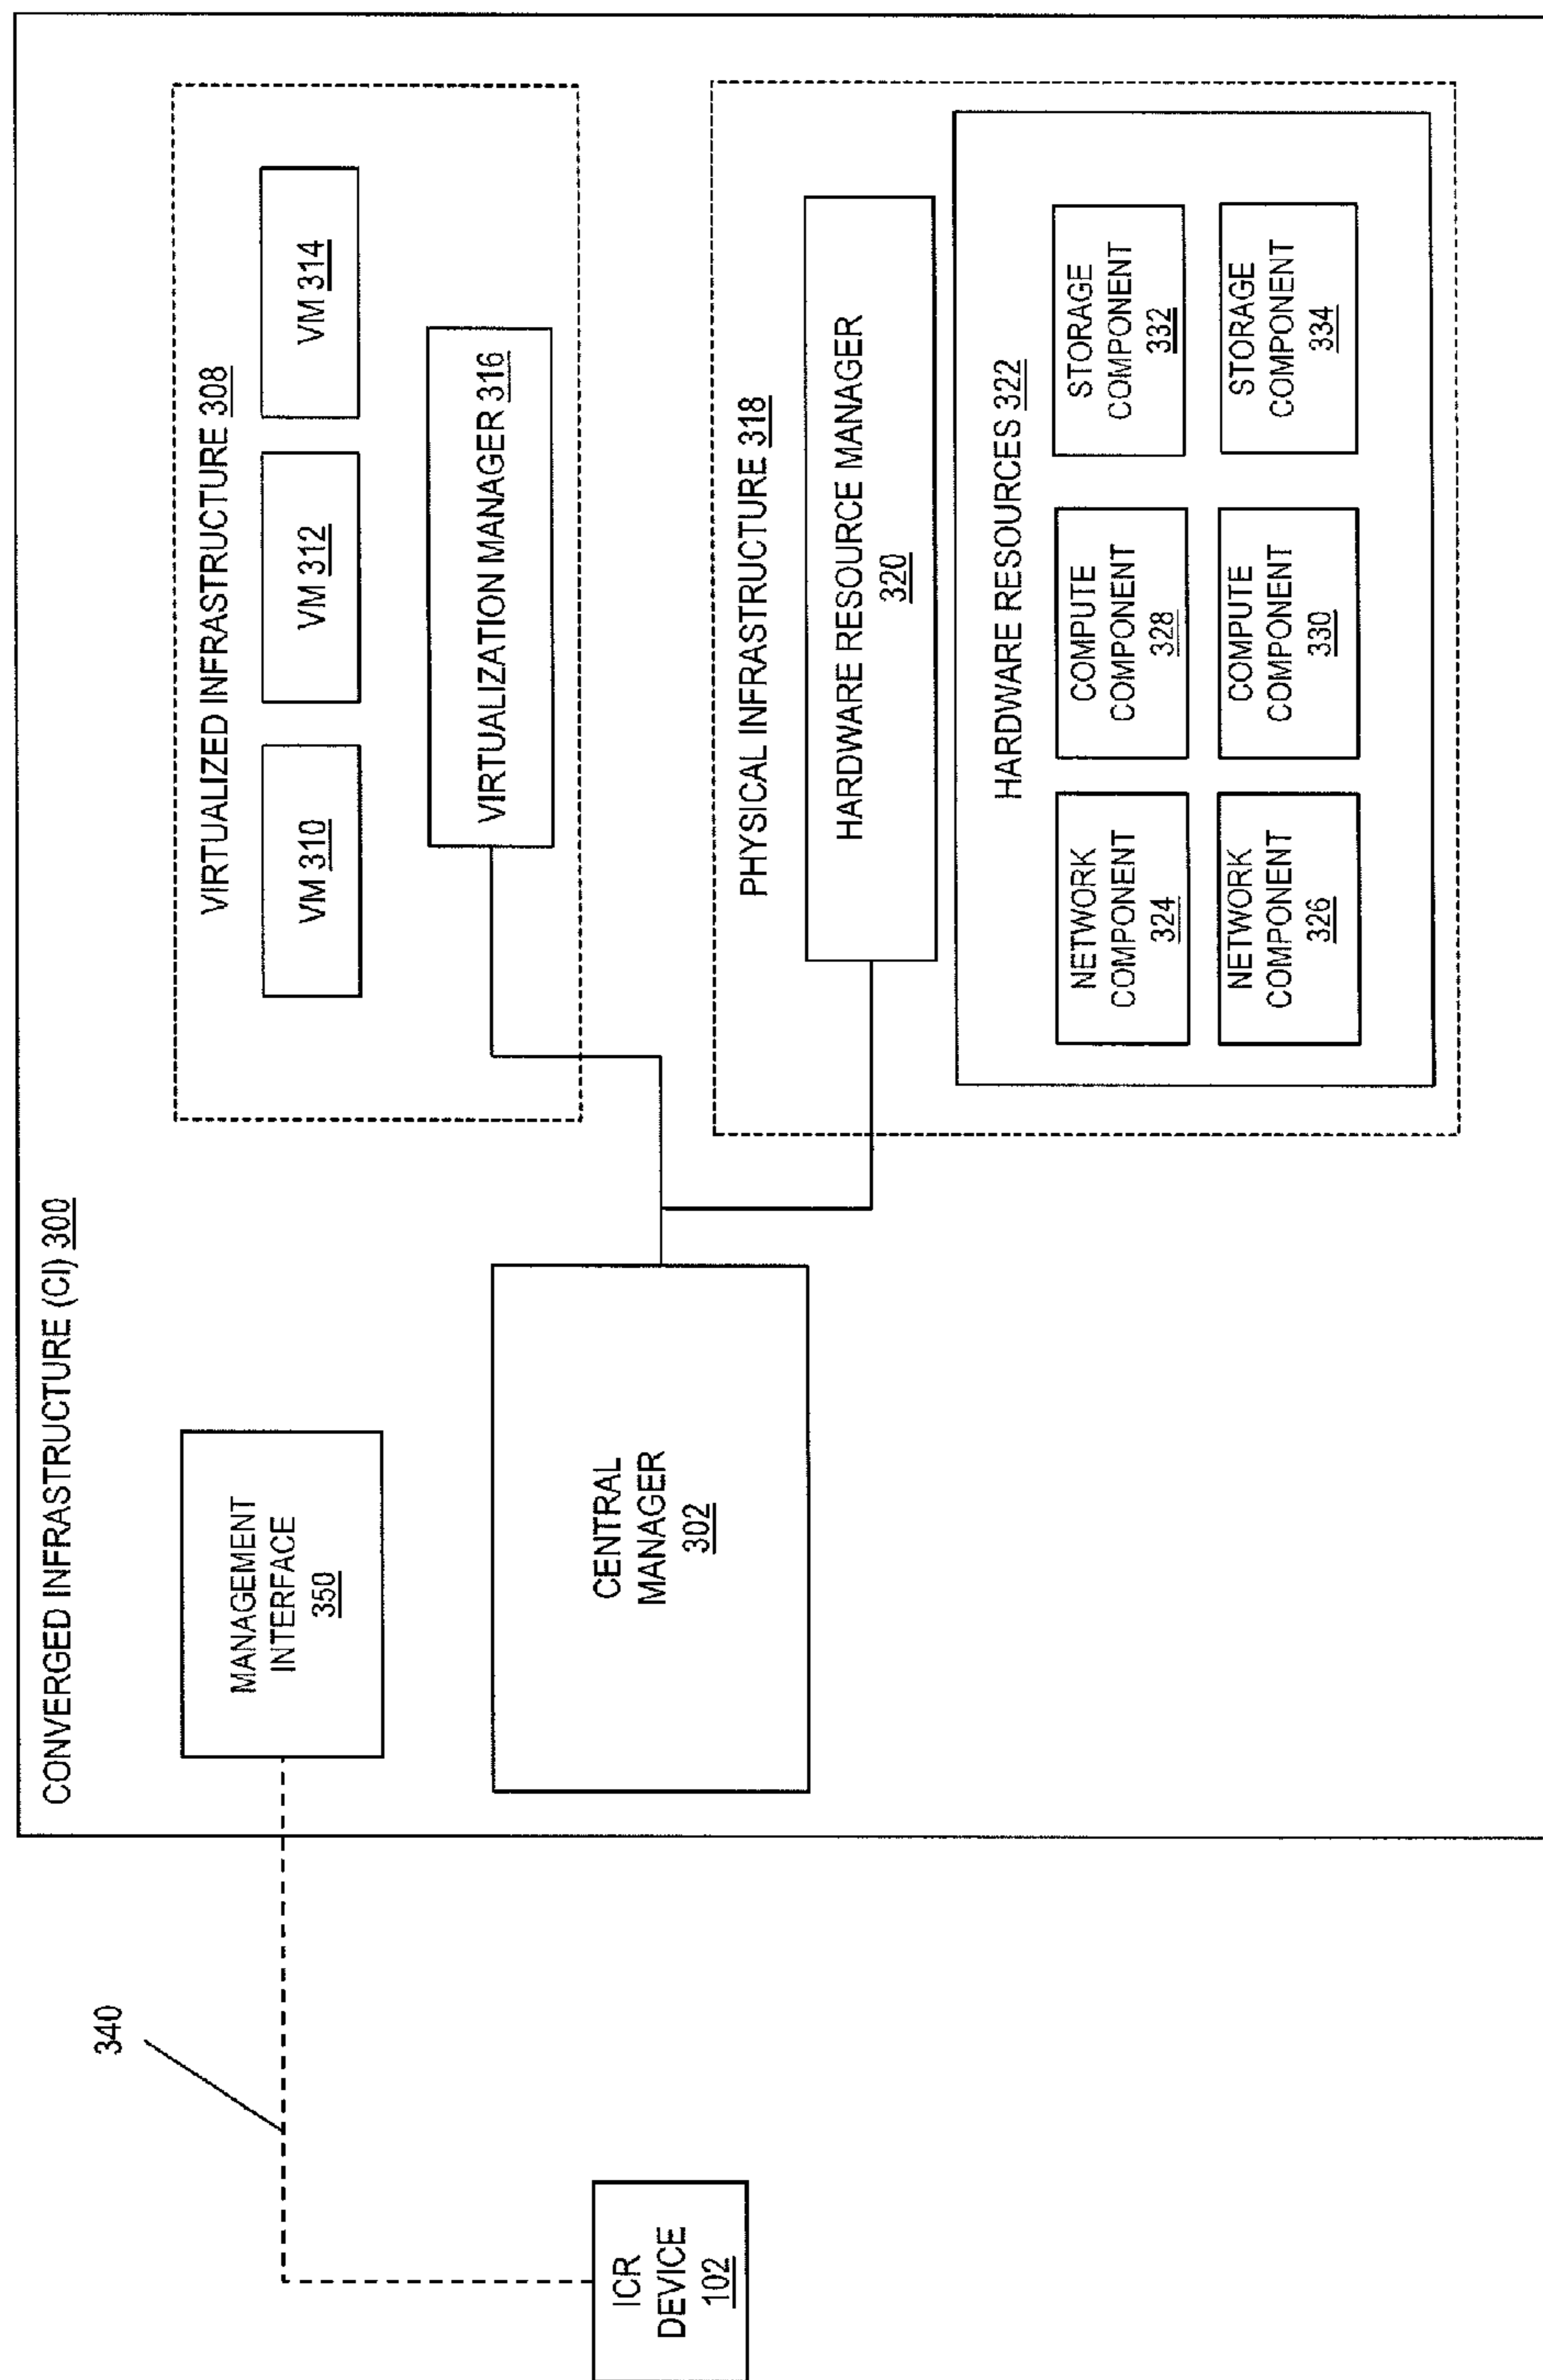 CONVERGED INFRASTRUCTURE (CI) 300
340
MANAGEMENT
INTERFACE
350
VIRTUALIZED INFRASTRUCTURE 308
VM 310
VM 312
VM 314
VIRTUALIZATION MANAGER 316
ICR
DEVICE
102
CENTRAL
MANAGER
302
PHYSICAL INFRASTRUCTURE 318
HARDWARE RESOURCE MANAGER
320
HARDWARE RESOURCES 322
NETWORK
COMPONENT
324
COMPUTE
COMPONENT
328
STORAGE
COMPONENT
332
NETWORK
COMPONENT
326
COMPUTE
COMPONENT
330
STORAGE
COMPONENT
334